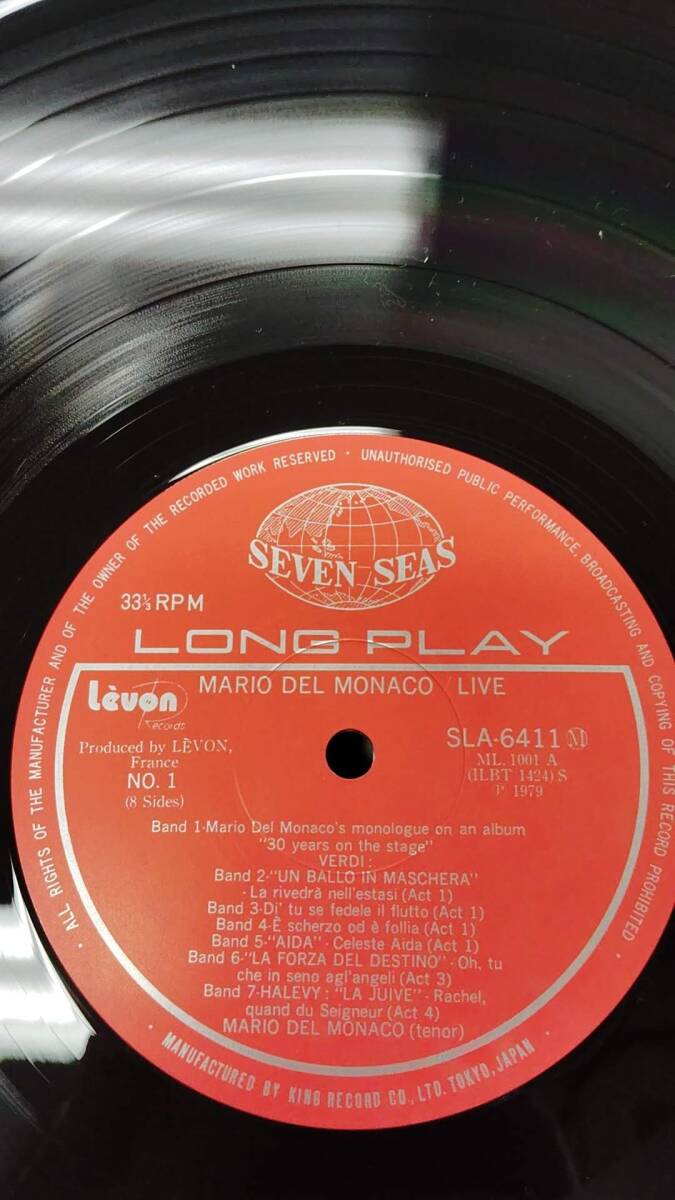 · ALL RIGHTS OF THE MANUFACTURER AND OF THE OWNER OF THE RECORDED WORK RESERVED · UNAUTHORISED PUBLIC PERFORMANCE, BROADCASTING AND COPYING OF THIS RECORD PROHIBITED ·
SEVEN SEAS
33⅓ RPM
LONG PLAY
Lèvon
Records
MARIO DEL MONACO / LIVE
Produced by LÈVON,
France
NO. 1
(8 Sides)
SLA-6411 Ⓜ
ML. 1001 A
(ILBT 1424) S
P 1979
Band 1-Mario Del Monaco's monologue on an album
"30 years on the stage"
VERDI :
Band 2-"UN BALLO IN MASCHERA"
- La rivedrà nell'estasi (Act 1)
Band 3-Di' tu se fedele il flutto (Act 1)
Band 4-È scherzo od è follia (Act 1)
Band 5-"AIDA" - Celeste Aida (Act 1)
Band 6-"LA FORZA DEL DESTINO" - Oh, tu
che in seno agl'angeli (Act 3)
Band 7-HALEVY : "LA JUIVE" - Rachel,
quand du Seigneur (Act 4)
MARIO DEL MONACO (tenor)
· MANUFACTURED BY KING RECORD CO., LTD. TOKYO, JAPAN ·